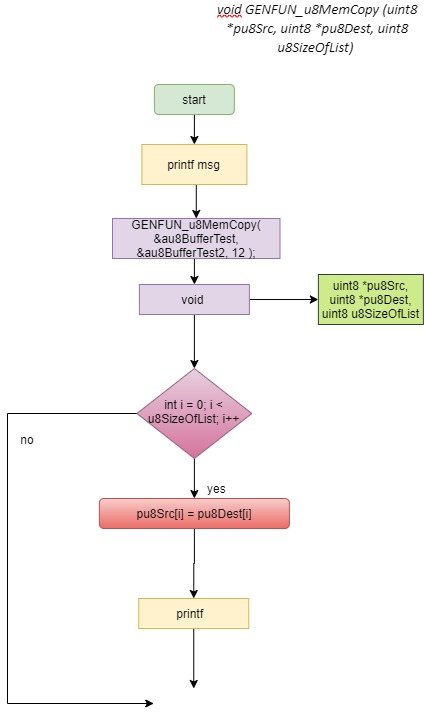 void GENFUN_u8MemCopy (uint8
*pu8Src, uint8 *pu8Dest, uint8
u8SizeOfList)
start
printf msg
GENFUN_u8MemCopy(
&au8BufferTest,
&au8BufferTest2, 12 );
void
uint8 *pu8Src,
uint8 *pu8Dest,
uint8 u8SizeOfList
int i = 0; i <
u8SizeOfList; i++
no
yes
pu8Src[i] = pu8Dest[i]
printf